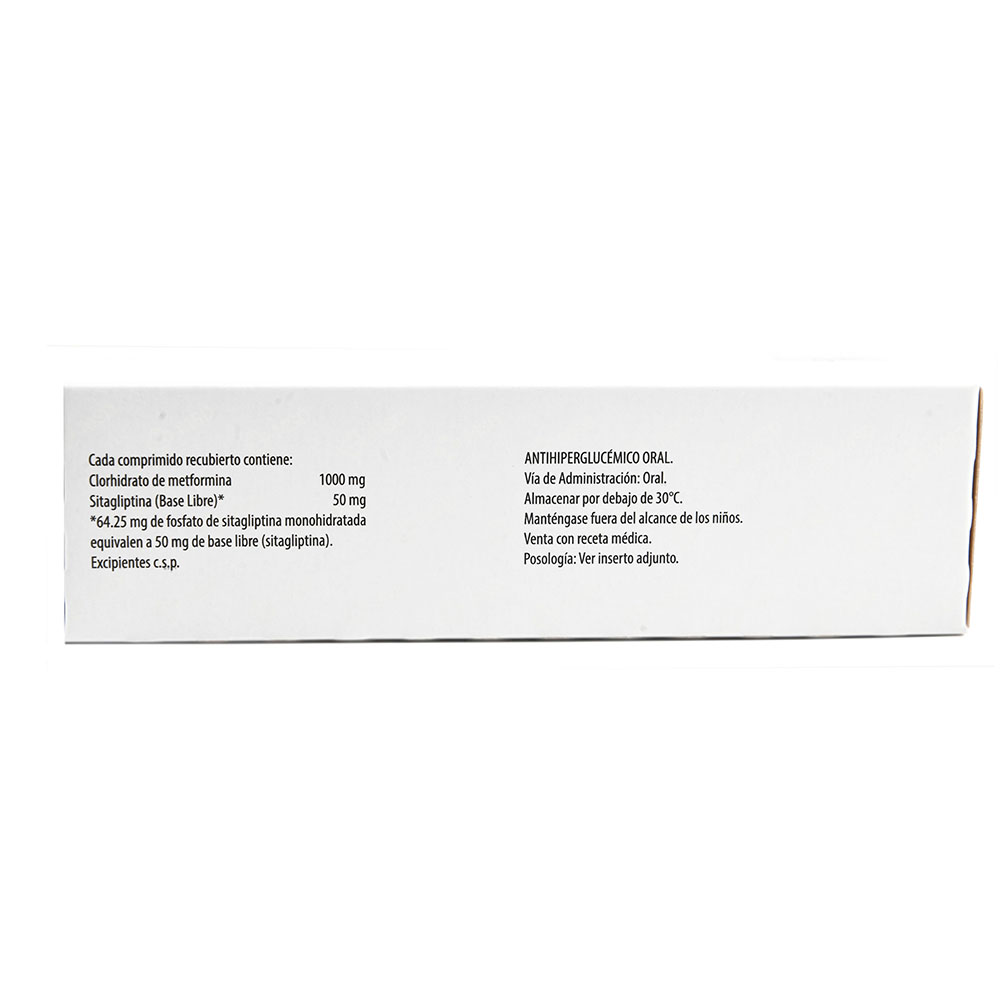 Cada comprimido recubierto contiene:
Clorhidrato de metformina 1000 mg
Sitagliptina (Base Libre)* 50 mg
*64.25 mg de fosfato de sitagliptina monohidratada
equivalen a 50 mg de base libre (sitagliptina).
Excipientes c.s,p.
ANTIHIPERGLUCÉMICO ORAL.
Vía de Administración: Oral.
Almacenar por debajo de 30°C.
Manténgase fuera del alcance de los niños.
Venta con receta médica.
Posología: Ver inserto adjunto.